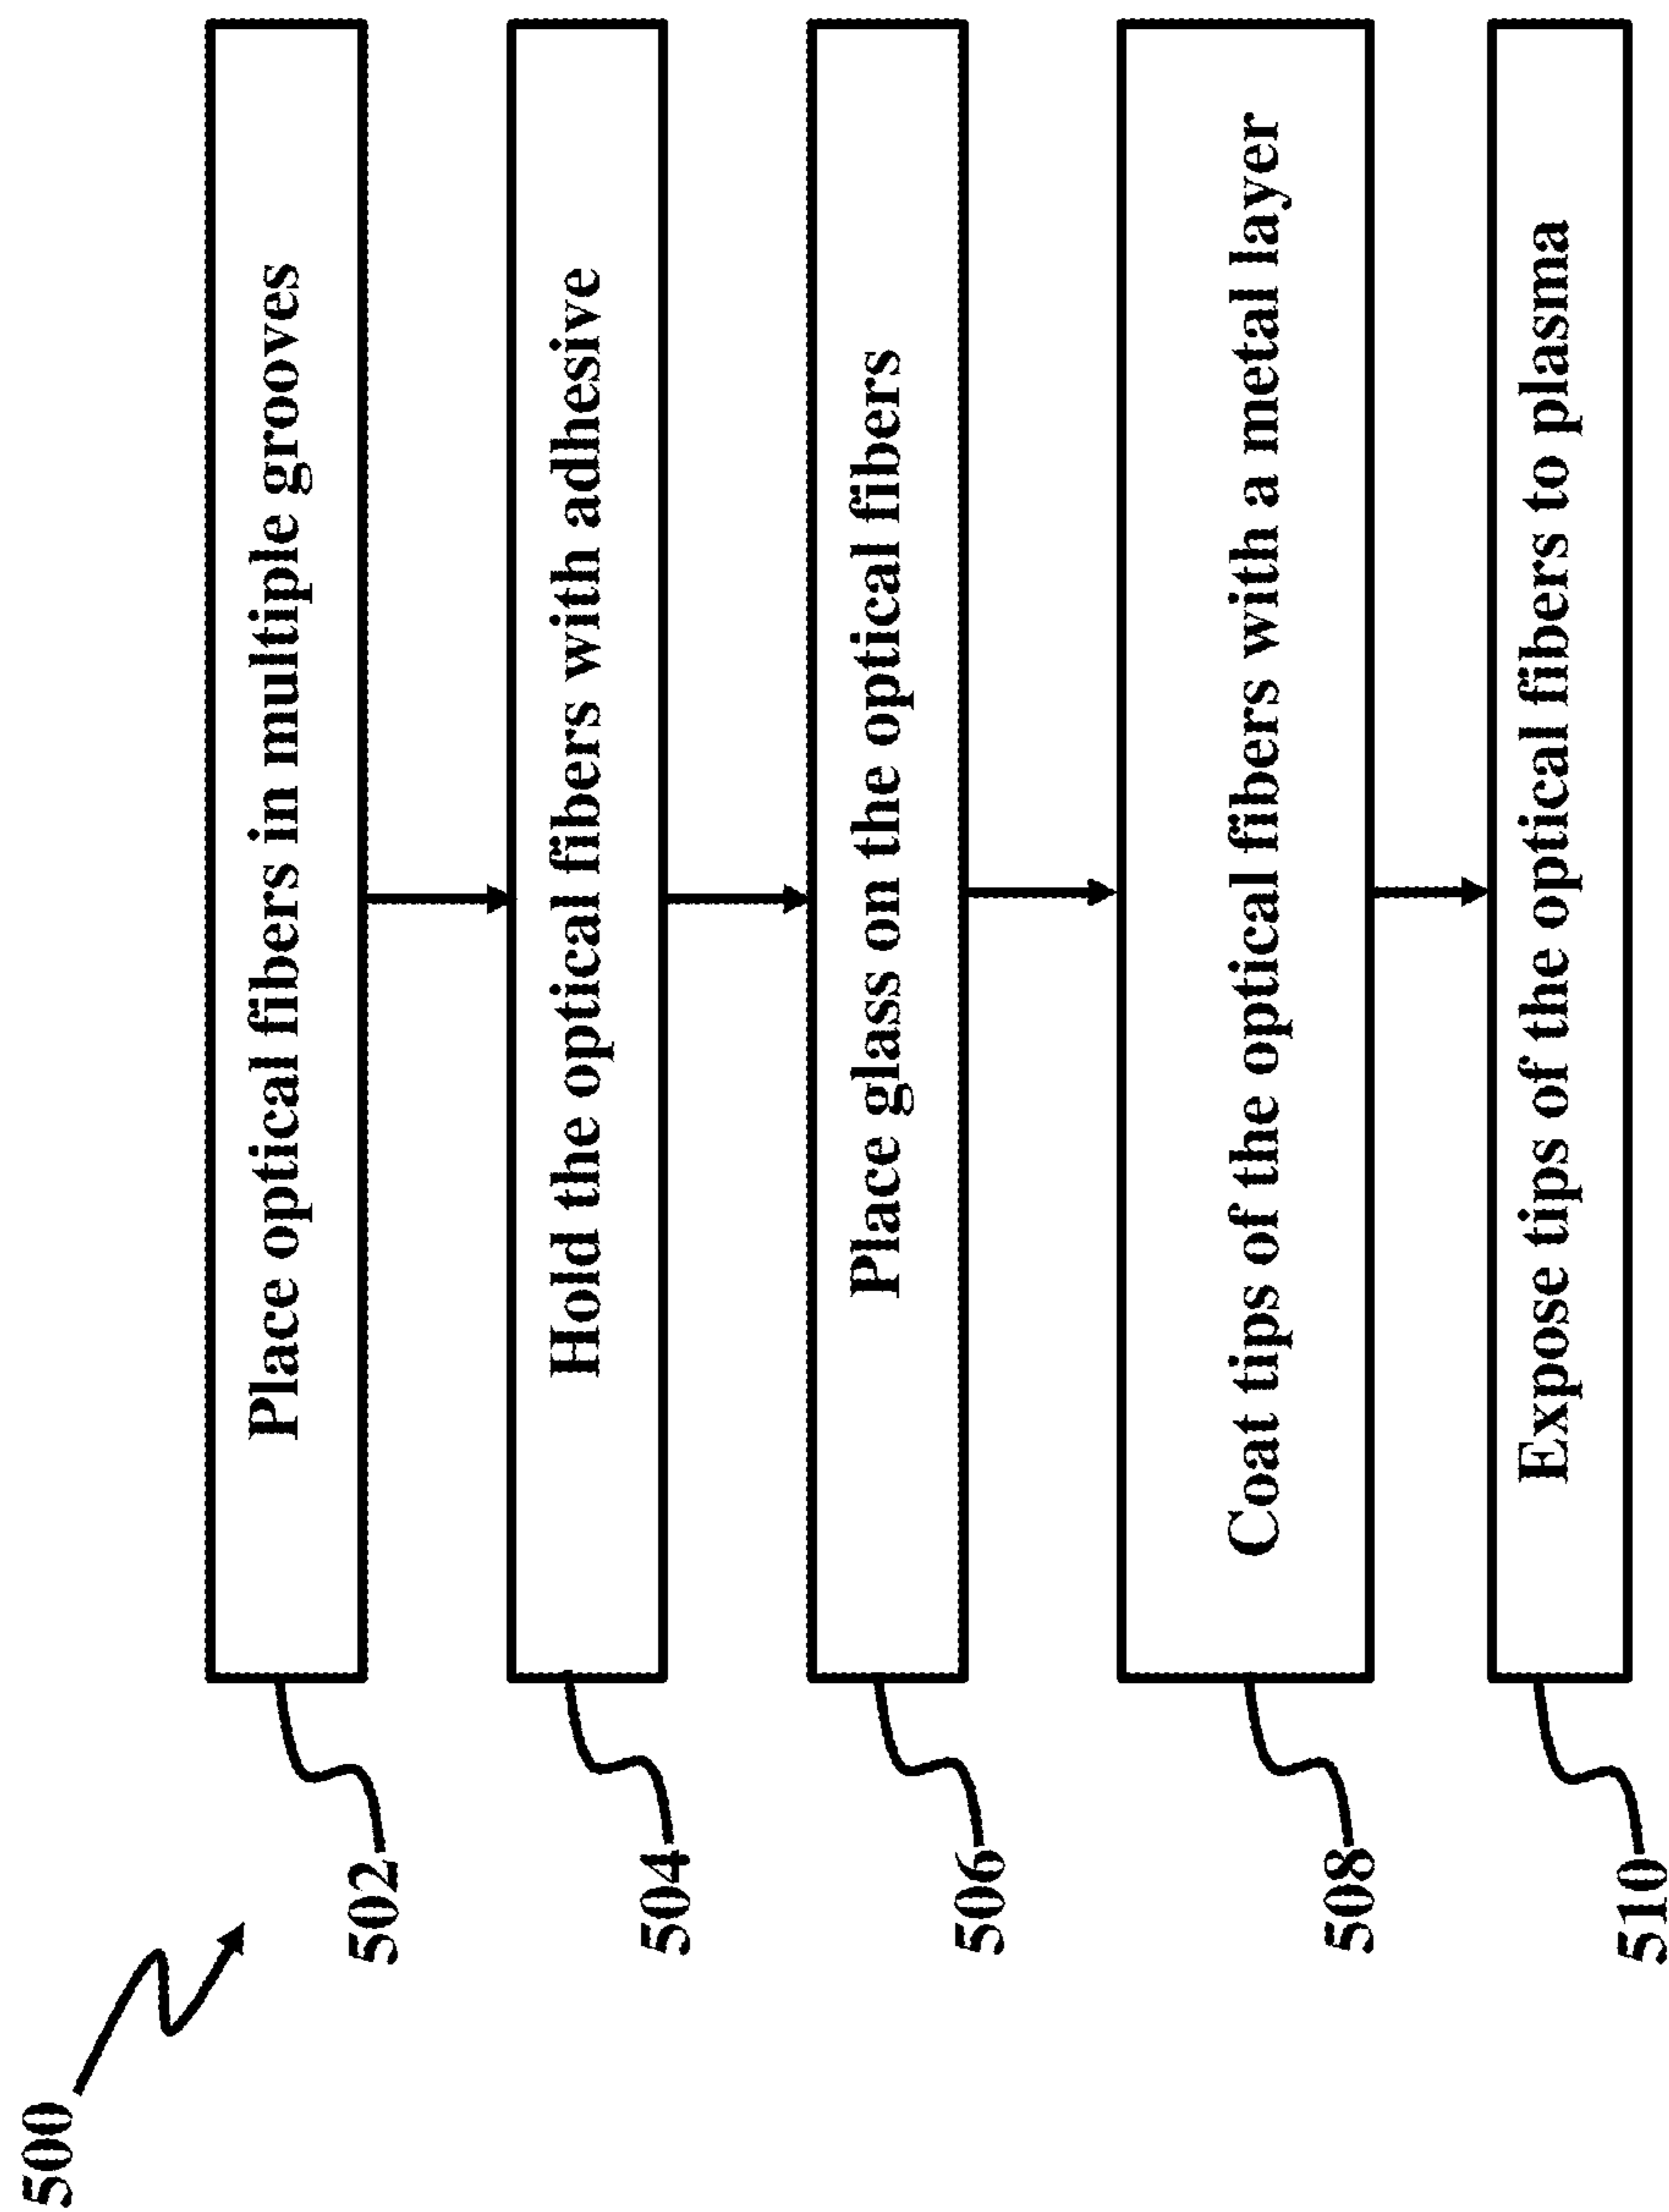 500
502
Place optical fibers in multiple grooves
504
Hold the optical fibers with adhesive
506
Place glass on the optical fibers
508
Coat tips of the optical fibers with a metal layer
510
Expose tips of the optical fibers to plasma